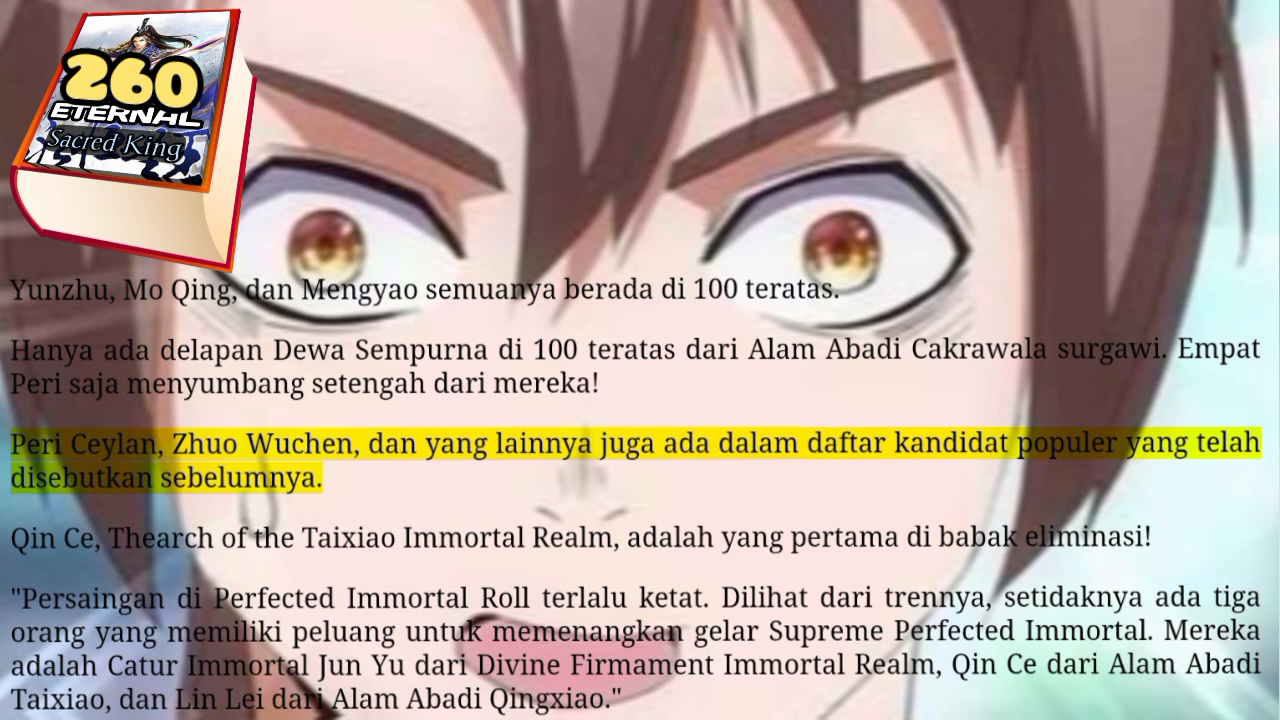 260
ETERNAL
Sacred King
Yunzhu, Mo Qing, dan Mengyao semuanya berada di 100 teratas.
Hanya ada delapan Dewa Sempurna di 100 teratas dari Alam Abadi Cakrawala surgawi. Empat
Peri saja menyumbang setengah dari mereka!
Peri Ceylan, Zhuo Wuchen, dan yang lainnya juga ada dalam daftar kandidat populer yang telah
disebutkan sebelumnya.
Qin Ce, Thearch of the Taixiao Immortal Realm, adalah yang pertama di babak eliminasi!
"Persaingan di Perfected Immortal Roll terlalu ketat. Dilihat dari trennya, setidaknya ada tiga
orang yang memiliki peluang untuk memenangkan gelar Supreme Perfected Immortal. Mereka
adalah Catur Immortal Jun Yu dari Divine Firmament Immortal Realm, Qin Ce dari Alam Abadi
Taixiao, dan Lin Lei dari Alam Abadi Qingxiao."